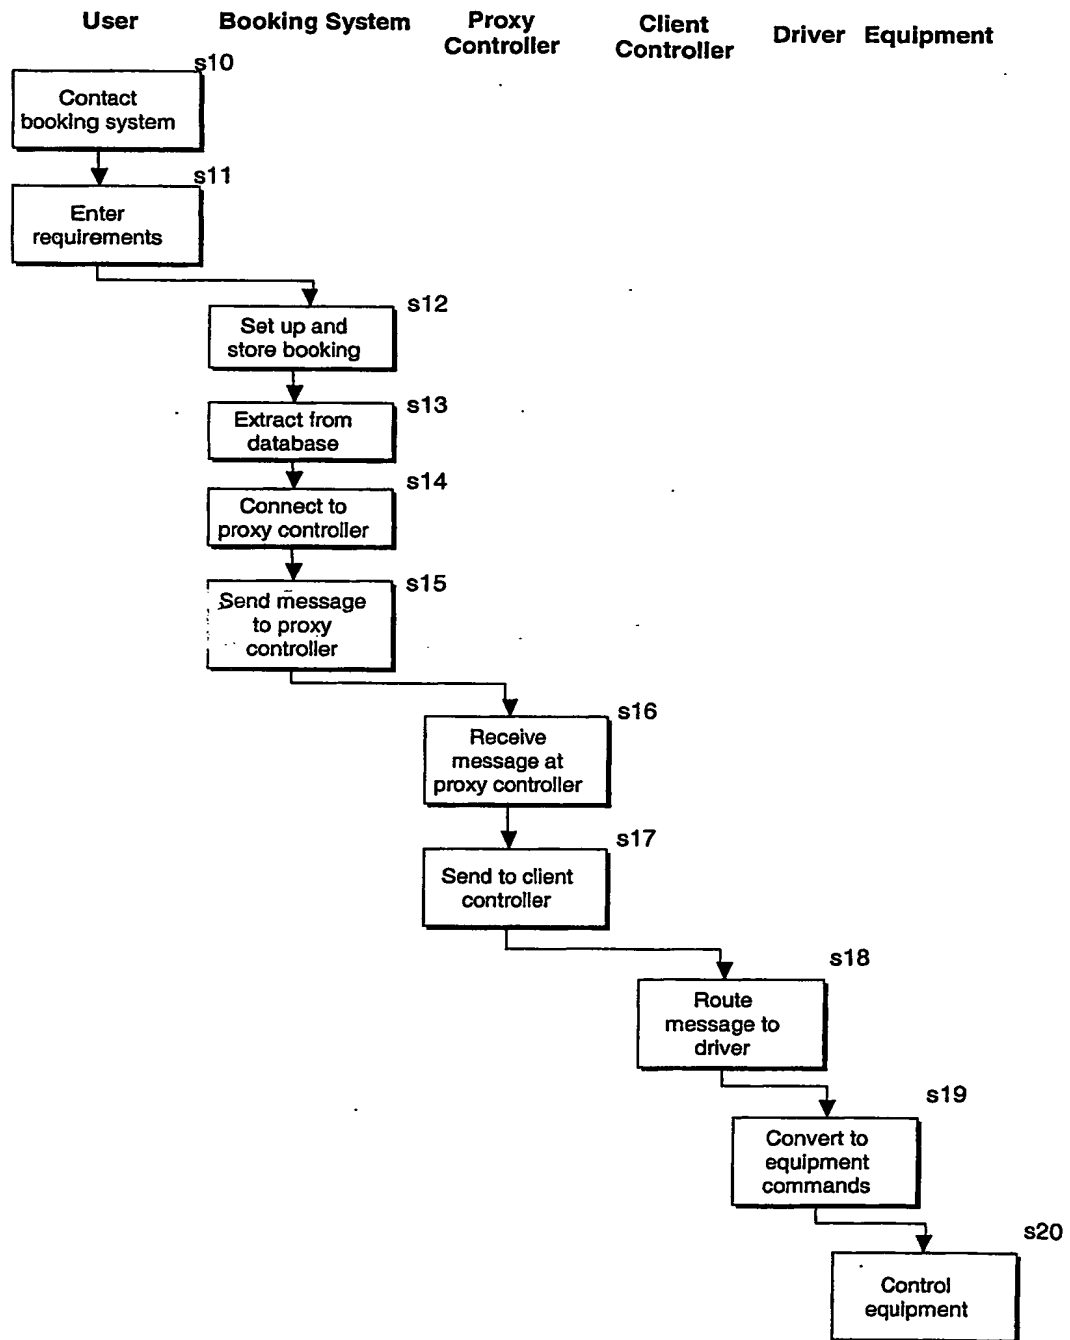 User
Booking System
Proxy
Controller
Client
Controller
Driver
Equipment
s10
Contact
booking system
s11
Enter
requirements
s12
Set up and
store booking
s13
Extract from
database
s14
Connect to
proxy controller
s15
Send message
to proxy
controller
s16
Receive
message at
proxy controller
s17
Send to client
controller
s18
Route
message to
driver
s19
Convert to
equipment
commands
s20
Control
equipment